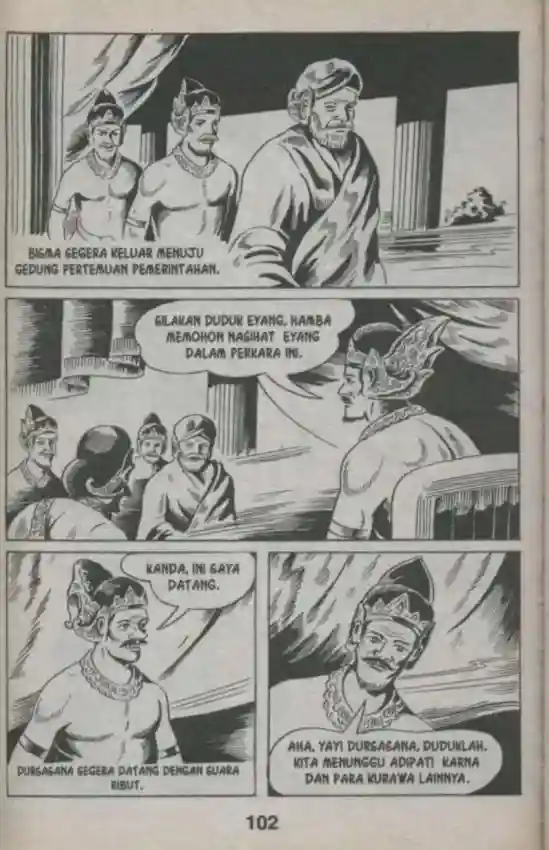 BISMA SEGERA KELUAR MENUJU
GEDUNG PERTEMUAN PEMERINTAHAN.
SILAKAN DUDUK EYANG, HAMBA
MEMOHON NASIHAT EYANG
DALAM PERKARA INI.
KANDA, INI SAYA
DATANG.
DURSASANA SEGERA DATANG DENGAN SUARA
RIBUT.
AHA, YAYI DURSASANA, DUDUKLAH.
KITA MENUNGGU ADIPATI KARNA
DAN PARA KURAWA LAINNYA.
102